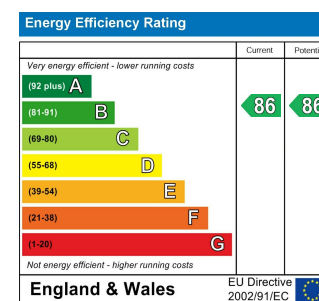 Energy Efficiency Rating
Current Potenti
Very energy efficient - lower running costs
(92 plus) A
(81-91) B 86 86
(69-80) C
(55-68) D
(39-54) E
(21-38) F
(1-20) G
Not energy efficient - higher running costs
England & Wales
EU Directive
2002/91/EC